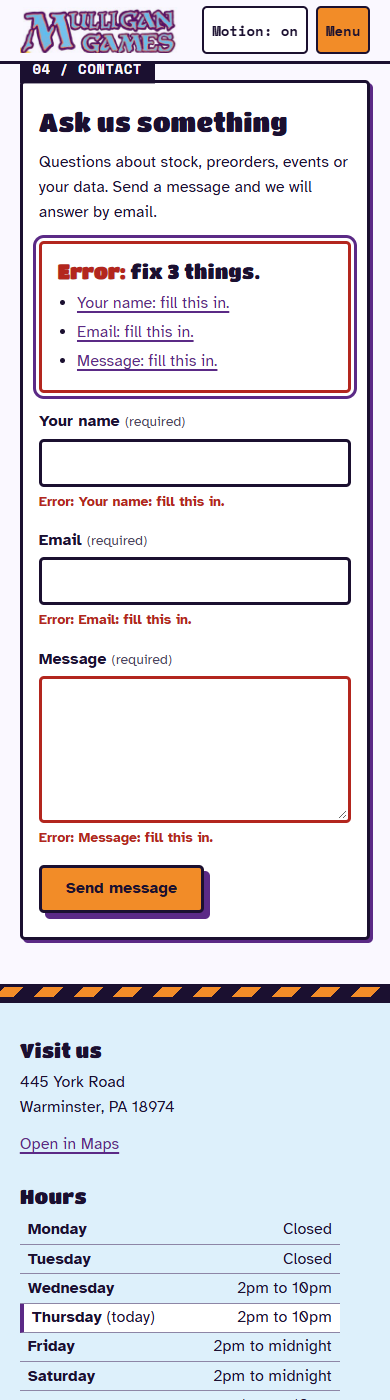 MULLIGAN GAMES
Motion: on
Menu
04 / CONTACT
Ask us something
Questions about stock, preorders, events or
your data. Send a message and we will
answer by email.
Error: fix 3 things.
Your name: fill this in.
Email: fill this in.
Message: fill this in.
Your name (required)
Error: Your name: fill this in.
Email (required)
Error: Email: fill this in.
Message (required)
Error: Message: fill this in.
Send message
Visit us
445 York Road
Warminster, PA 18974
Open in Maps
Hours
Monday Closed
Tuesday Closed
Wednesday 2pm to 10pm
Thursday (today) 2pm to 10pm
Friday 2pm to midnight
Saturday 2pm to midnight